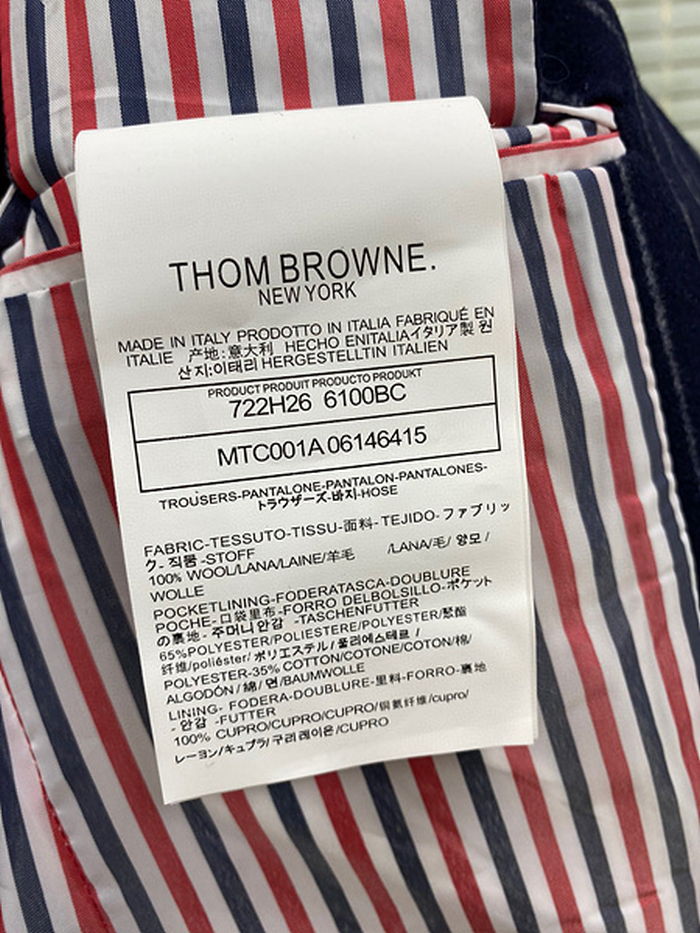 THOM BROWNE.
NEW YORK
MADE IN ITALY PRODOTTO IN ITALIA FABRIQUÉ EN
ITALIE 产地:意大利 HECHO ENITALIAイタリア製 원
산지:이태리 HERGESTELLTIN ITALIEN
PRODUCT PRODUIT PRODUCTO PRODUKT
722H26 6100BC
MTC001A 06146415
TROUSERS-PANTALONE-PANTALON-PANTALONES-
トラウザーズ-바지-HOSE
FABRIC-TESSUTO-TISSU-面料-TEJIDO-ファブリッ
ク-직물-STOFF
100% WOOL/LANA/LAINE/羊毛 /LANA/毛/ 양모 /
WOLLE
POCKETLINING-FODERATASCA-DOUBLURE
POCHE-口袋里布-FORRO DELBOLSILLO-ポケット
の裏地-주머니안감 -TASCHENFUTTER
65%POLYESTER/POLIESTERE/POLYESTER/聚酯
纤维/poliéster/ポリエステル/폴리에스테르 /
POLYESTER-35% COTTON/COTONE/COTON/棉/
ALGODÓN/綿/면/BAUMWOLLE
LINING- FODERA-DOUBLURE-里料-FORRO-裏地
- 안감 -FUTTER
100% CUPRO/CUPRO/CUPRO/铜氨纤维/cupro/
レーヨン/キュプラ/구리레이온/CUPRO